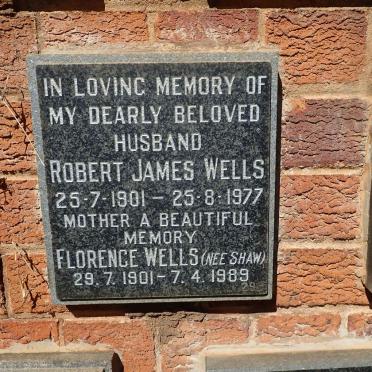 IN LOVING MEMORY OF
MY DEARLY BELOVED
HUSBAND
ROBERT JAMES WELLS
25-7-1901 – 25-8-1977
MOTHER A BEAUTIFUL
MEMORY
FLORENCE WELLS (NEE SHAW)
29.7.1901-7.4.1989